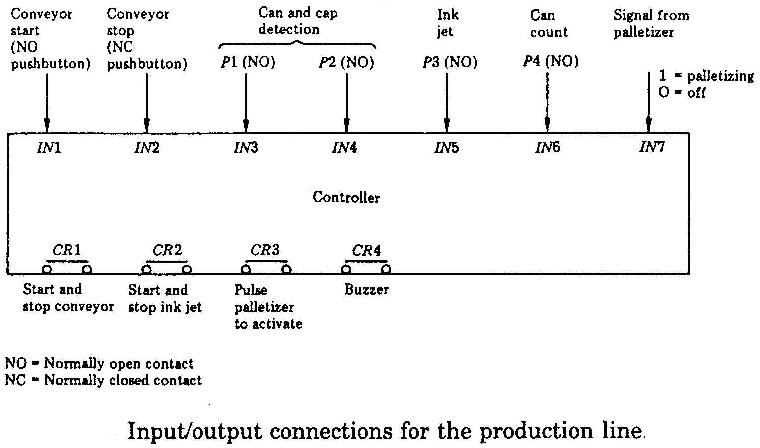 Conveyor
start
(NO
pushbutton)
Conveyor
stop
(NC
pushbutton)
Can and cap
detection
P1 (NO)
P2 (NO)
Ink
jet
P3 (NO)
Can
count
P4 (NO)
Signal from
palletizer
1 = palletizing
O = off
IN1
IN2
IN3
IN4
IN5
IN6
IN7
Controller
CR1
CR2
CR3
CR4
Start and
stop conveyor
Start and
stop ink jet
Pulse
palletizer
to activate
Buzzer
NO = Normally open contact
NC = Normally closed contact
Input/output connections for the production line.